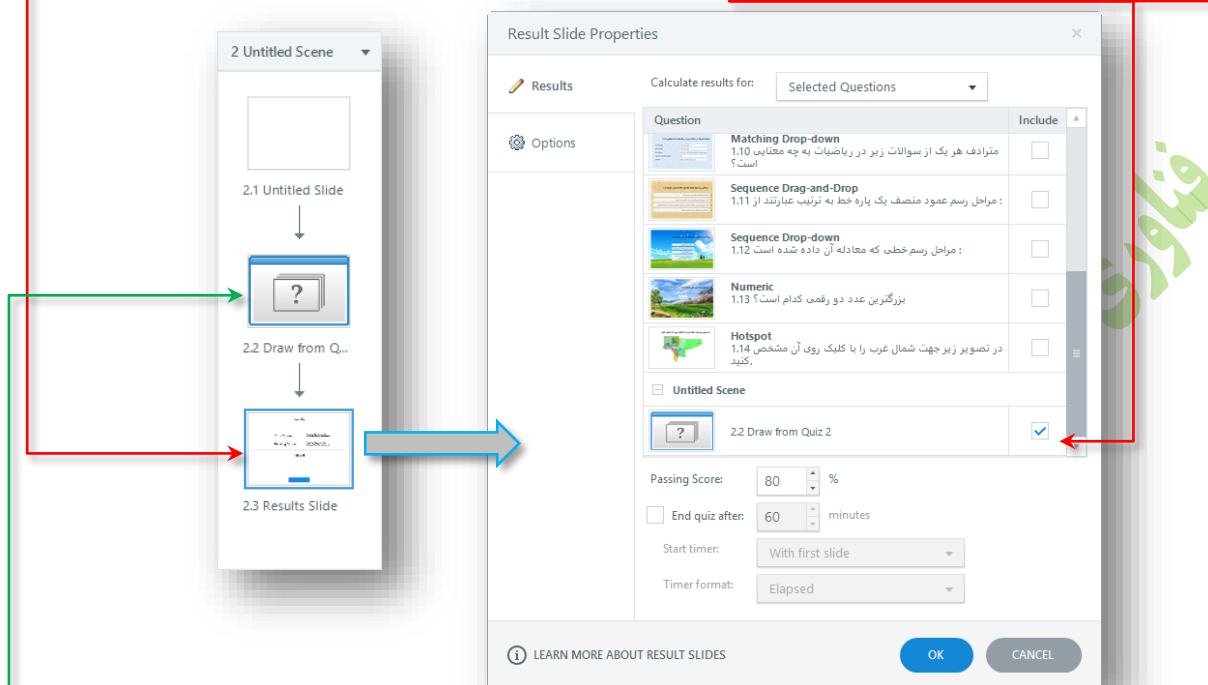 2 Untitled Scene
2.1 Untitled Slide
2.2 Draw from Q...
2.3 Results Slide
Result Slide Properties
Results
Options
Calculate results for:
Selected Questions
Question
Include
Matching Drop-down
1.10 مترادف هر یک از سوالات زیر در ریاضیات به چه معنایی
است؟
Sequence Drag-and-Drop
1.11 مراحل رسم عمود منصف یک پاره خط به ترتیب عبارتند از :
Sequence Drop-down
1.12 مراحل رسم خطی که معادله آن داده شده است :
Numeric
1.13 بزرگترین عدد دو رقمی کدام است؟
Hotspot
1.14 در تصویر زیر جهت شمال غرب را با کلیک روی آن مشخص
کنید.
Untitled Scene
2.2 Draw from Quiz 2
Passing Score:
80
%
End quiz after:
60
minutes
Start timer:
With first slide
Timer format:
Elapsed
LEARN MORE ABOUT RESULT SLIDES
OK
CANCEL
فناوری